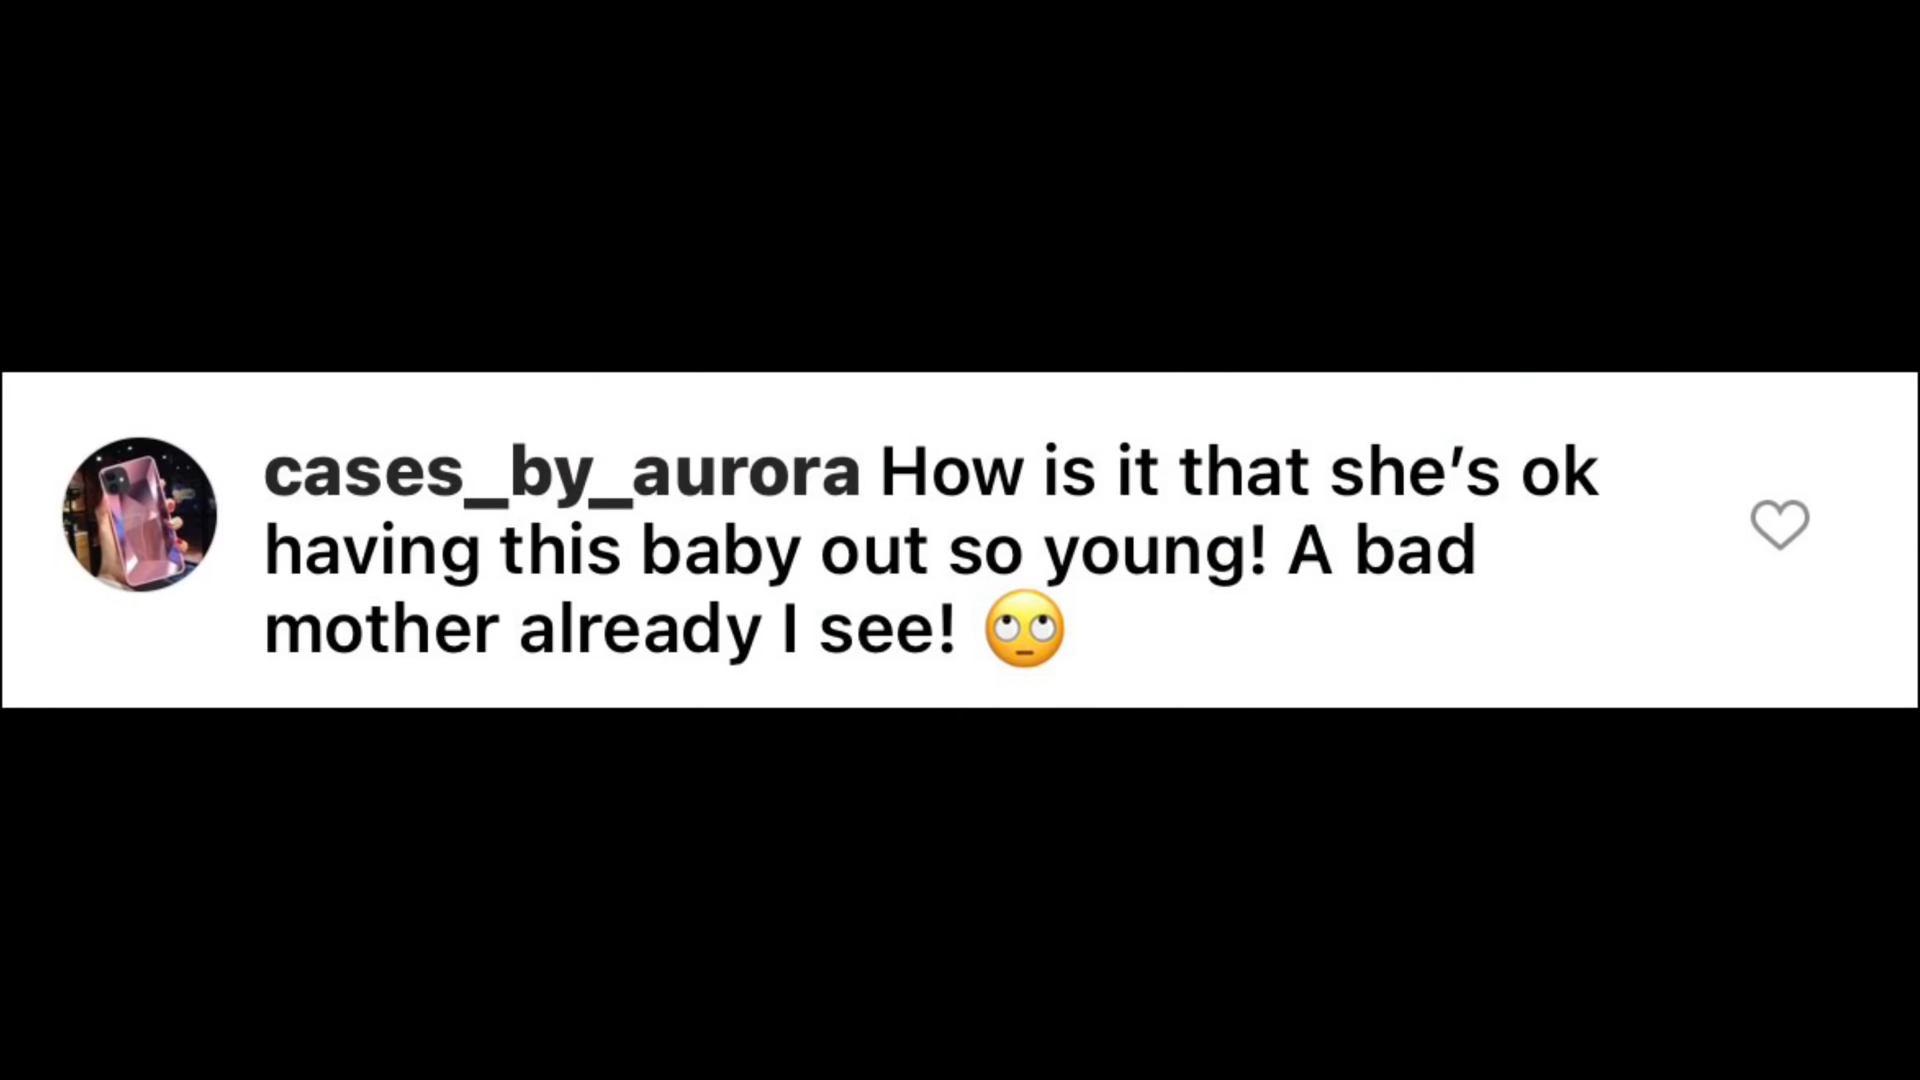 cases_by_aurora How is it that she’s ok
having this baby out so young! A bad
mother already I see! 🙄